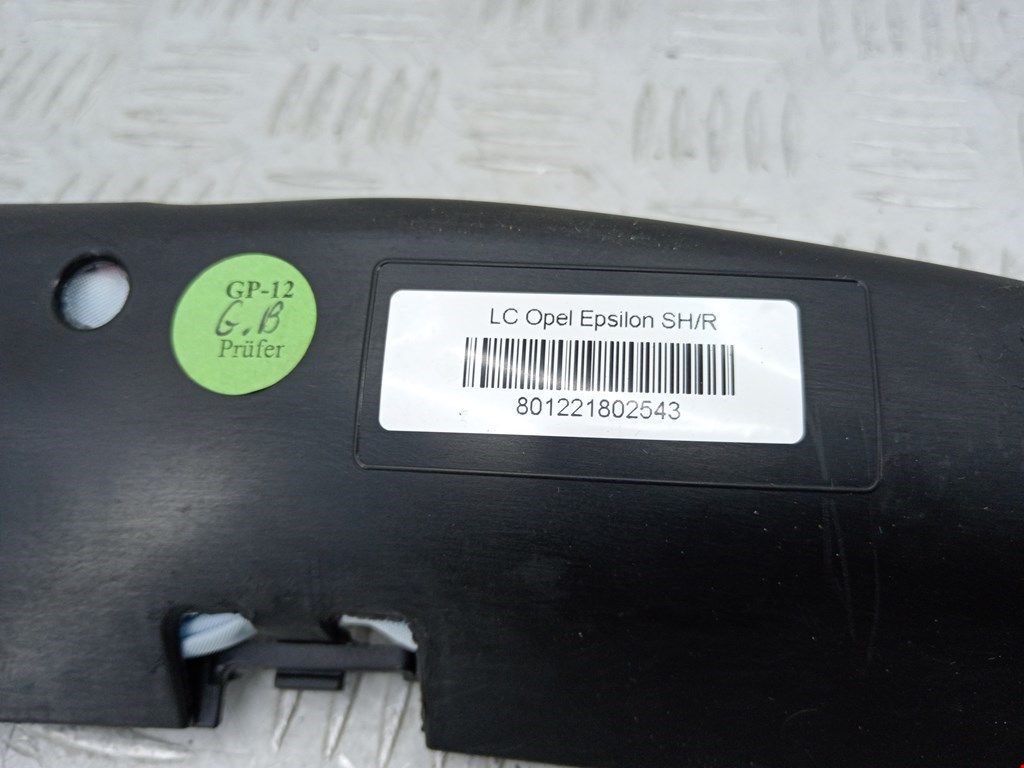 GP-12
G.B
Prüfer
LC Opel Epsilon SH/R
801221802543